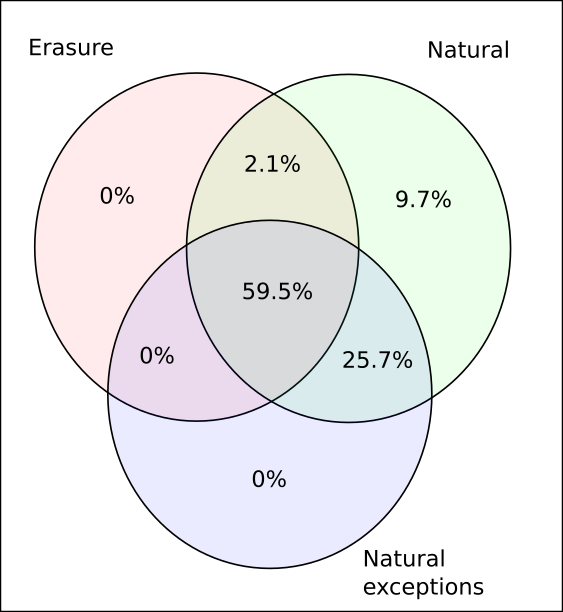 Erasure
Natural
2.1%
0%
9.7%
59.5%
0%
25.7%
0%
Natural
exceptions